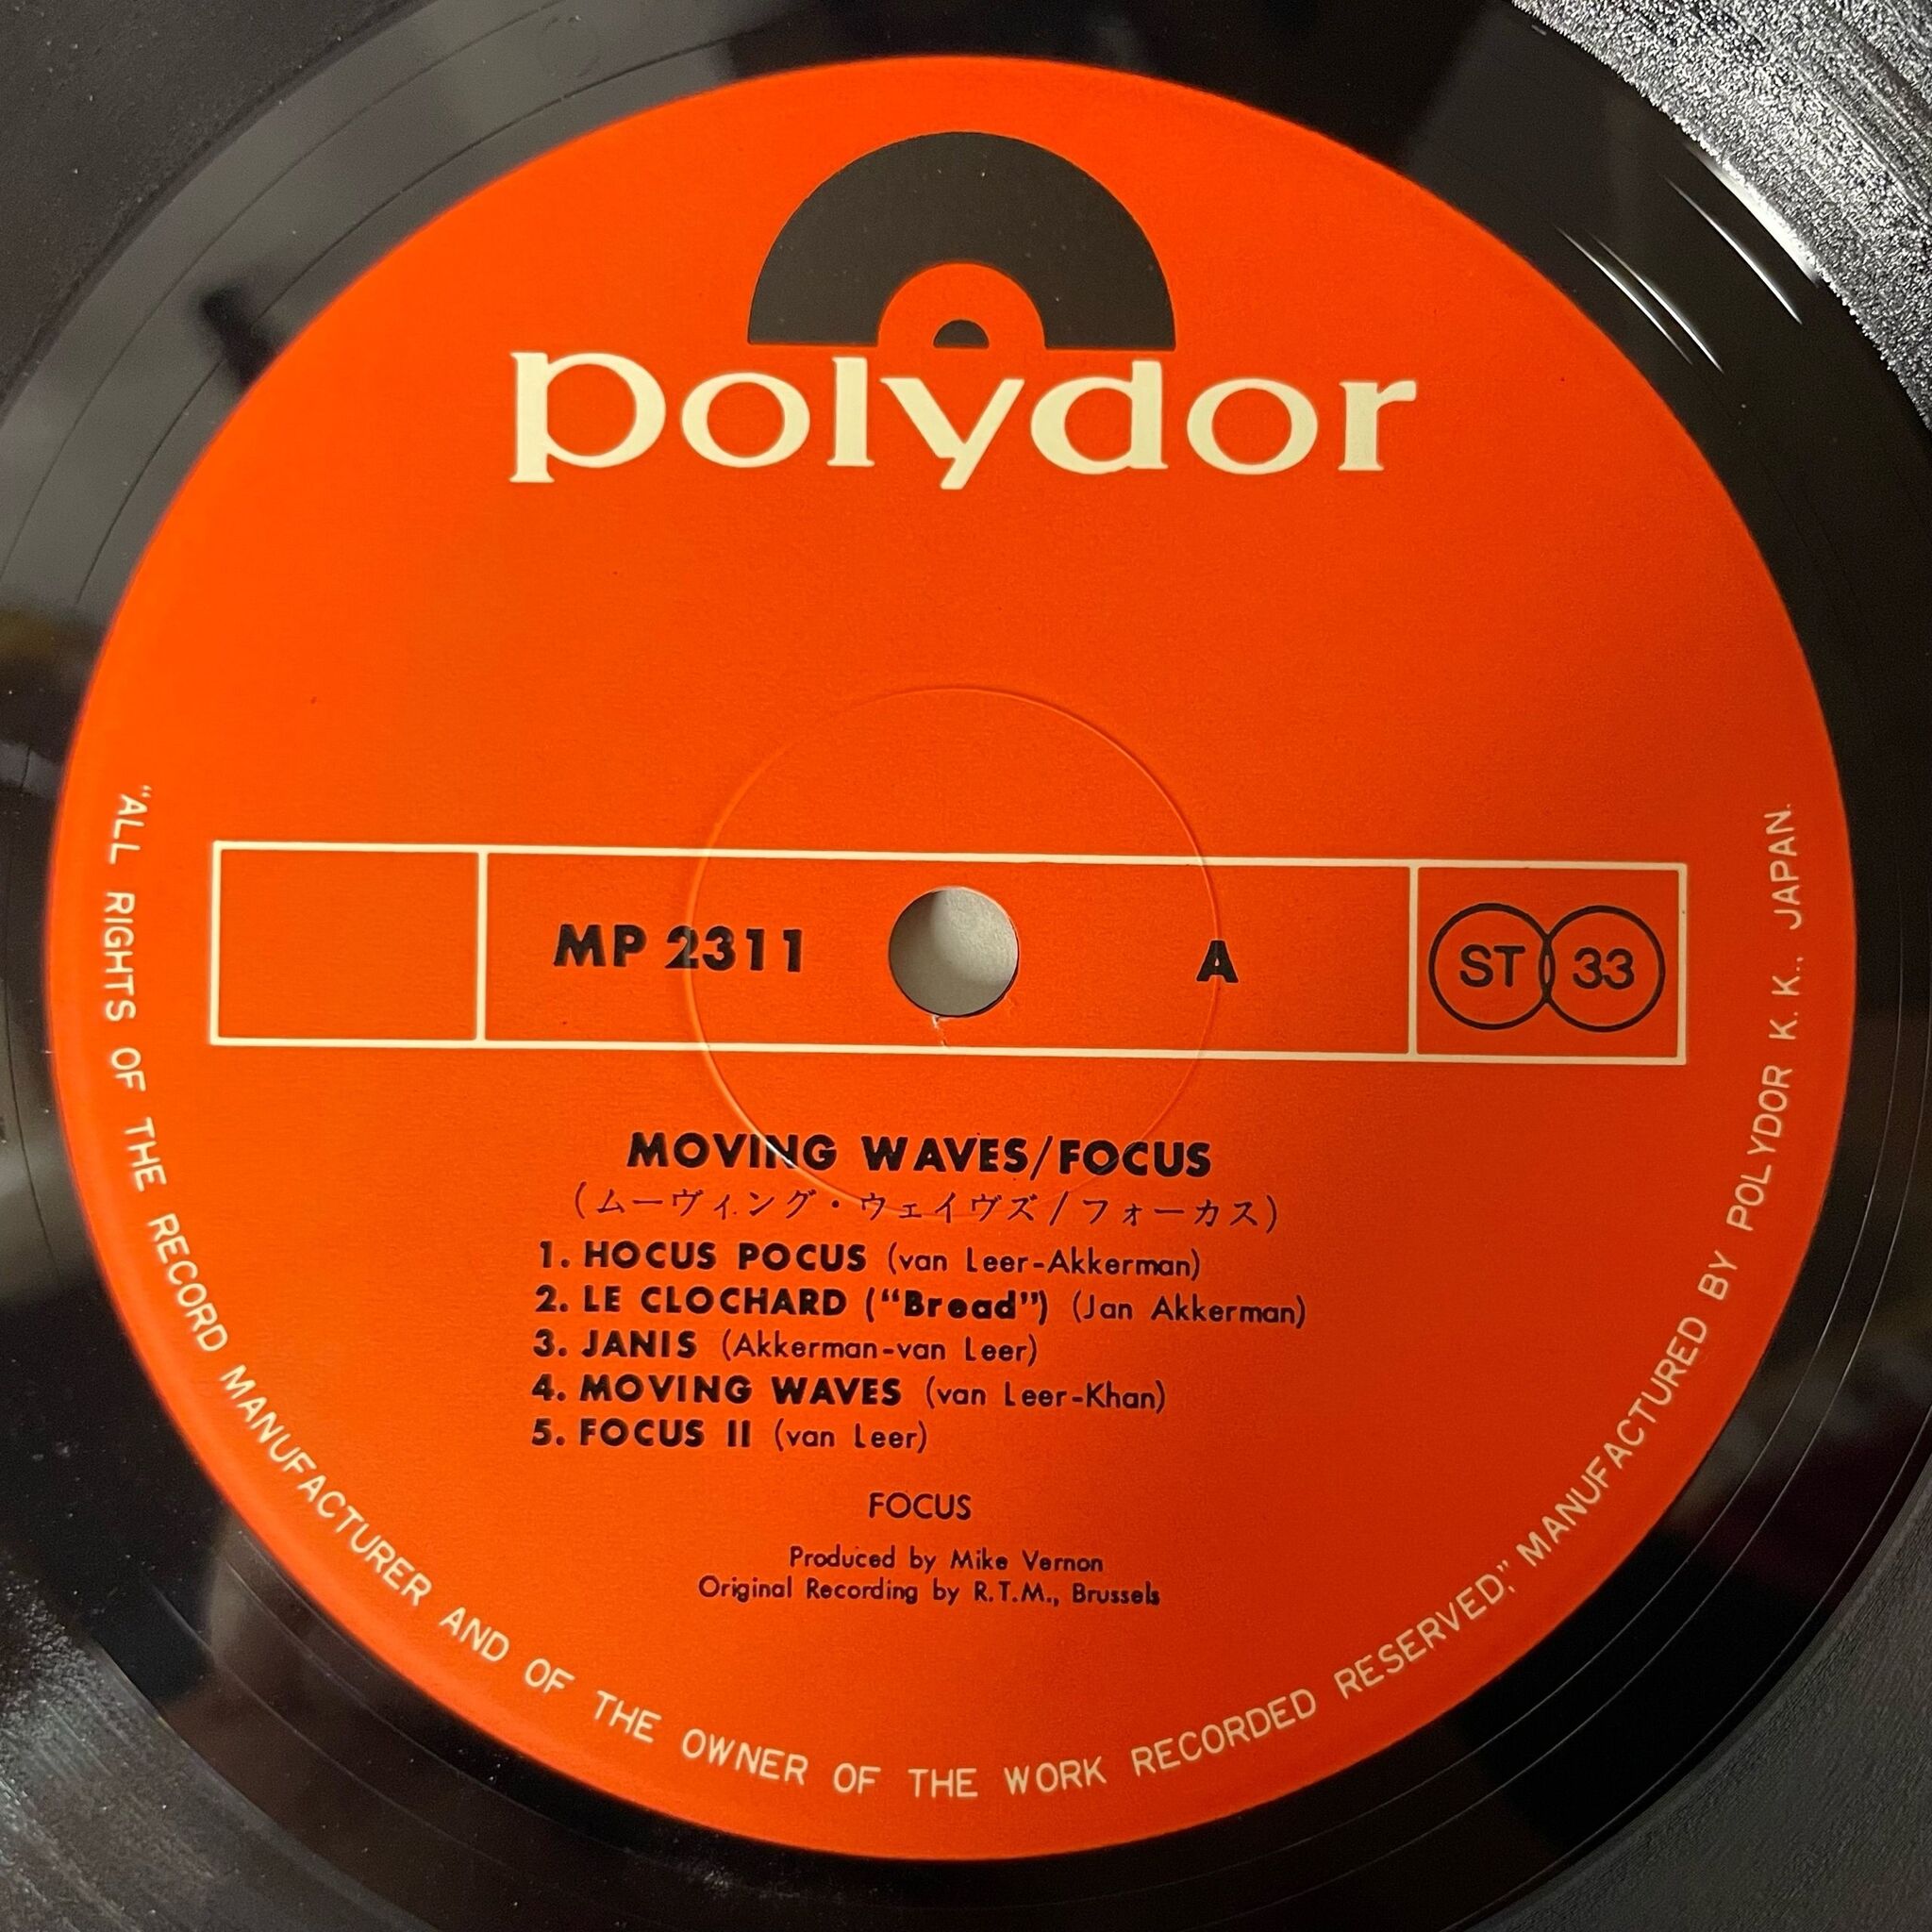 polydor
MP 2311
A
ST 33
MOVING WAVES/FOCUS
(ムーヴィング・ウェイヴズ/フォーカス)
1. HOCUS POCUS (van Leer-Akkerman)
2. LE CLOCHARD ("Bread") (Jan Akkerman)
3. JANIS (Akkerman-van Leer)
4. MOVING WAVES (van Leer-Khan)
5. FOCUS II (van Leer)
FOCUS
Produced by Mike Vernon
Original Recording by R.T.M., Brussels
"ALL RIGHTS OF THE RECORD MANUFACTURER AND OF THE OWNER OF THE WORK RECORDED RESERVED," MANUFACTURED BY POLYDOR K.K., JAPAN.